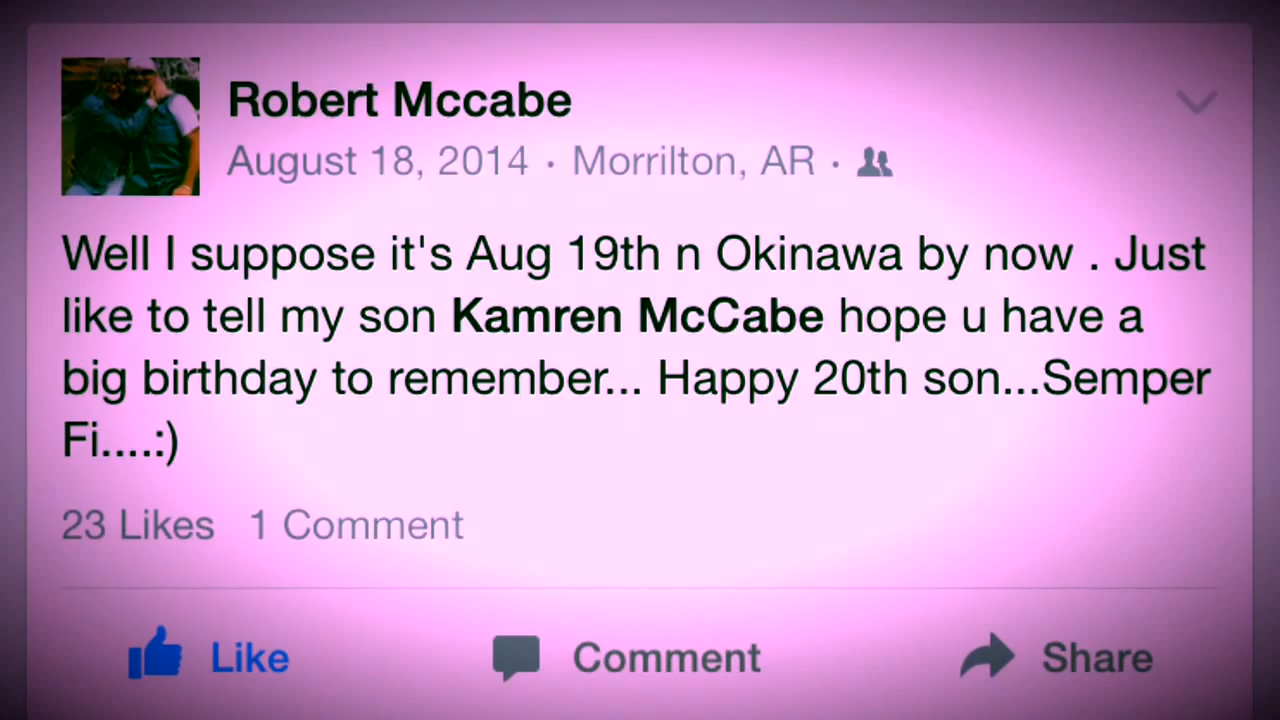 Robert Mccabe
August 18, 2014 · Morrilton, AR ·
Well I suppose it's Aug 19th n Okinawa by now . Just
like to tell my son Kamren McCabe hope u have a
big birthday to remember... Happy 20th son...Semper
Fi....:)
23 Likes 1 Comment
Like Comment Share